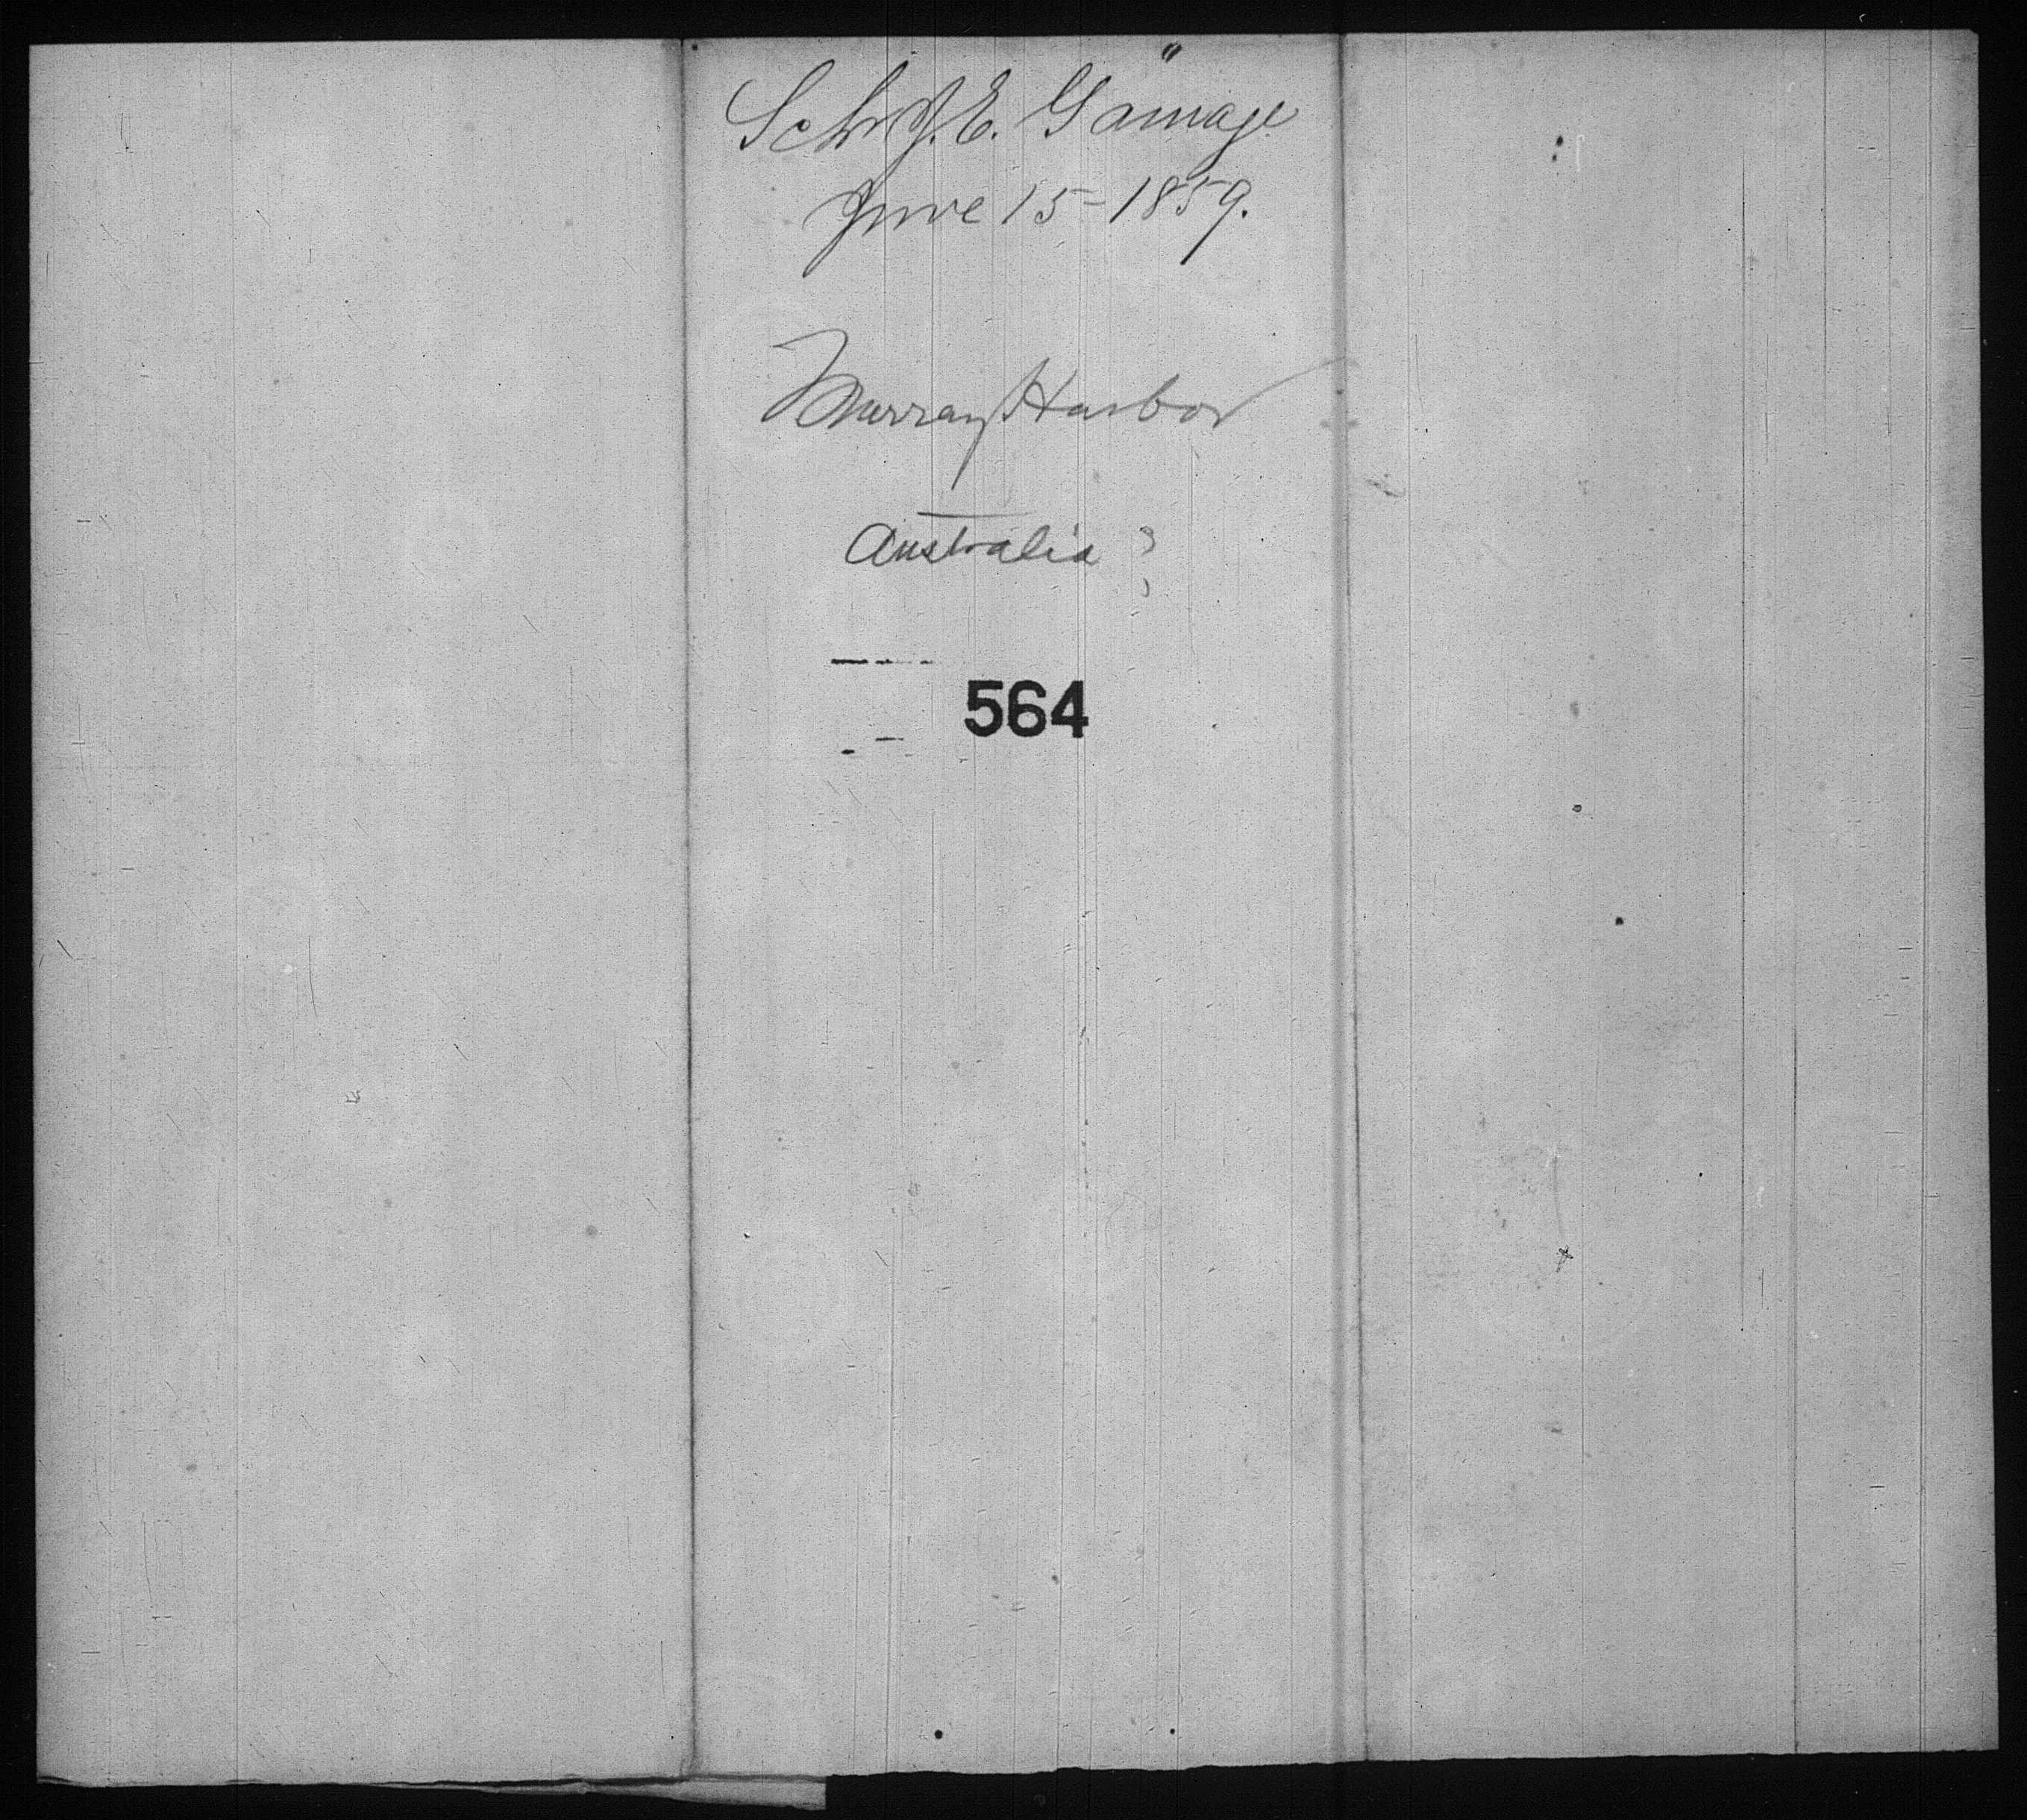 Schr J. E. Gamage
June 15-1859.
Murray Harbor
Australia ?
564